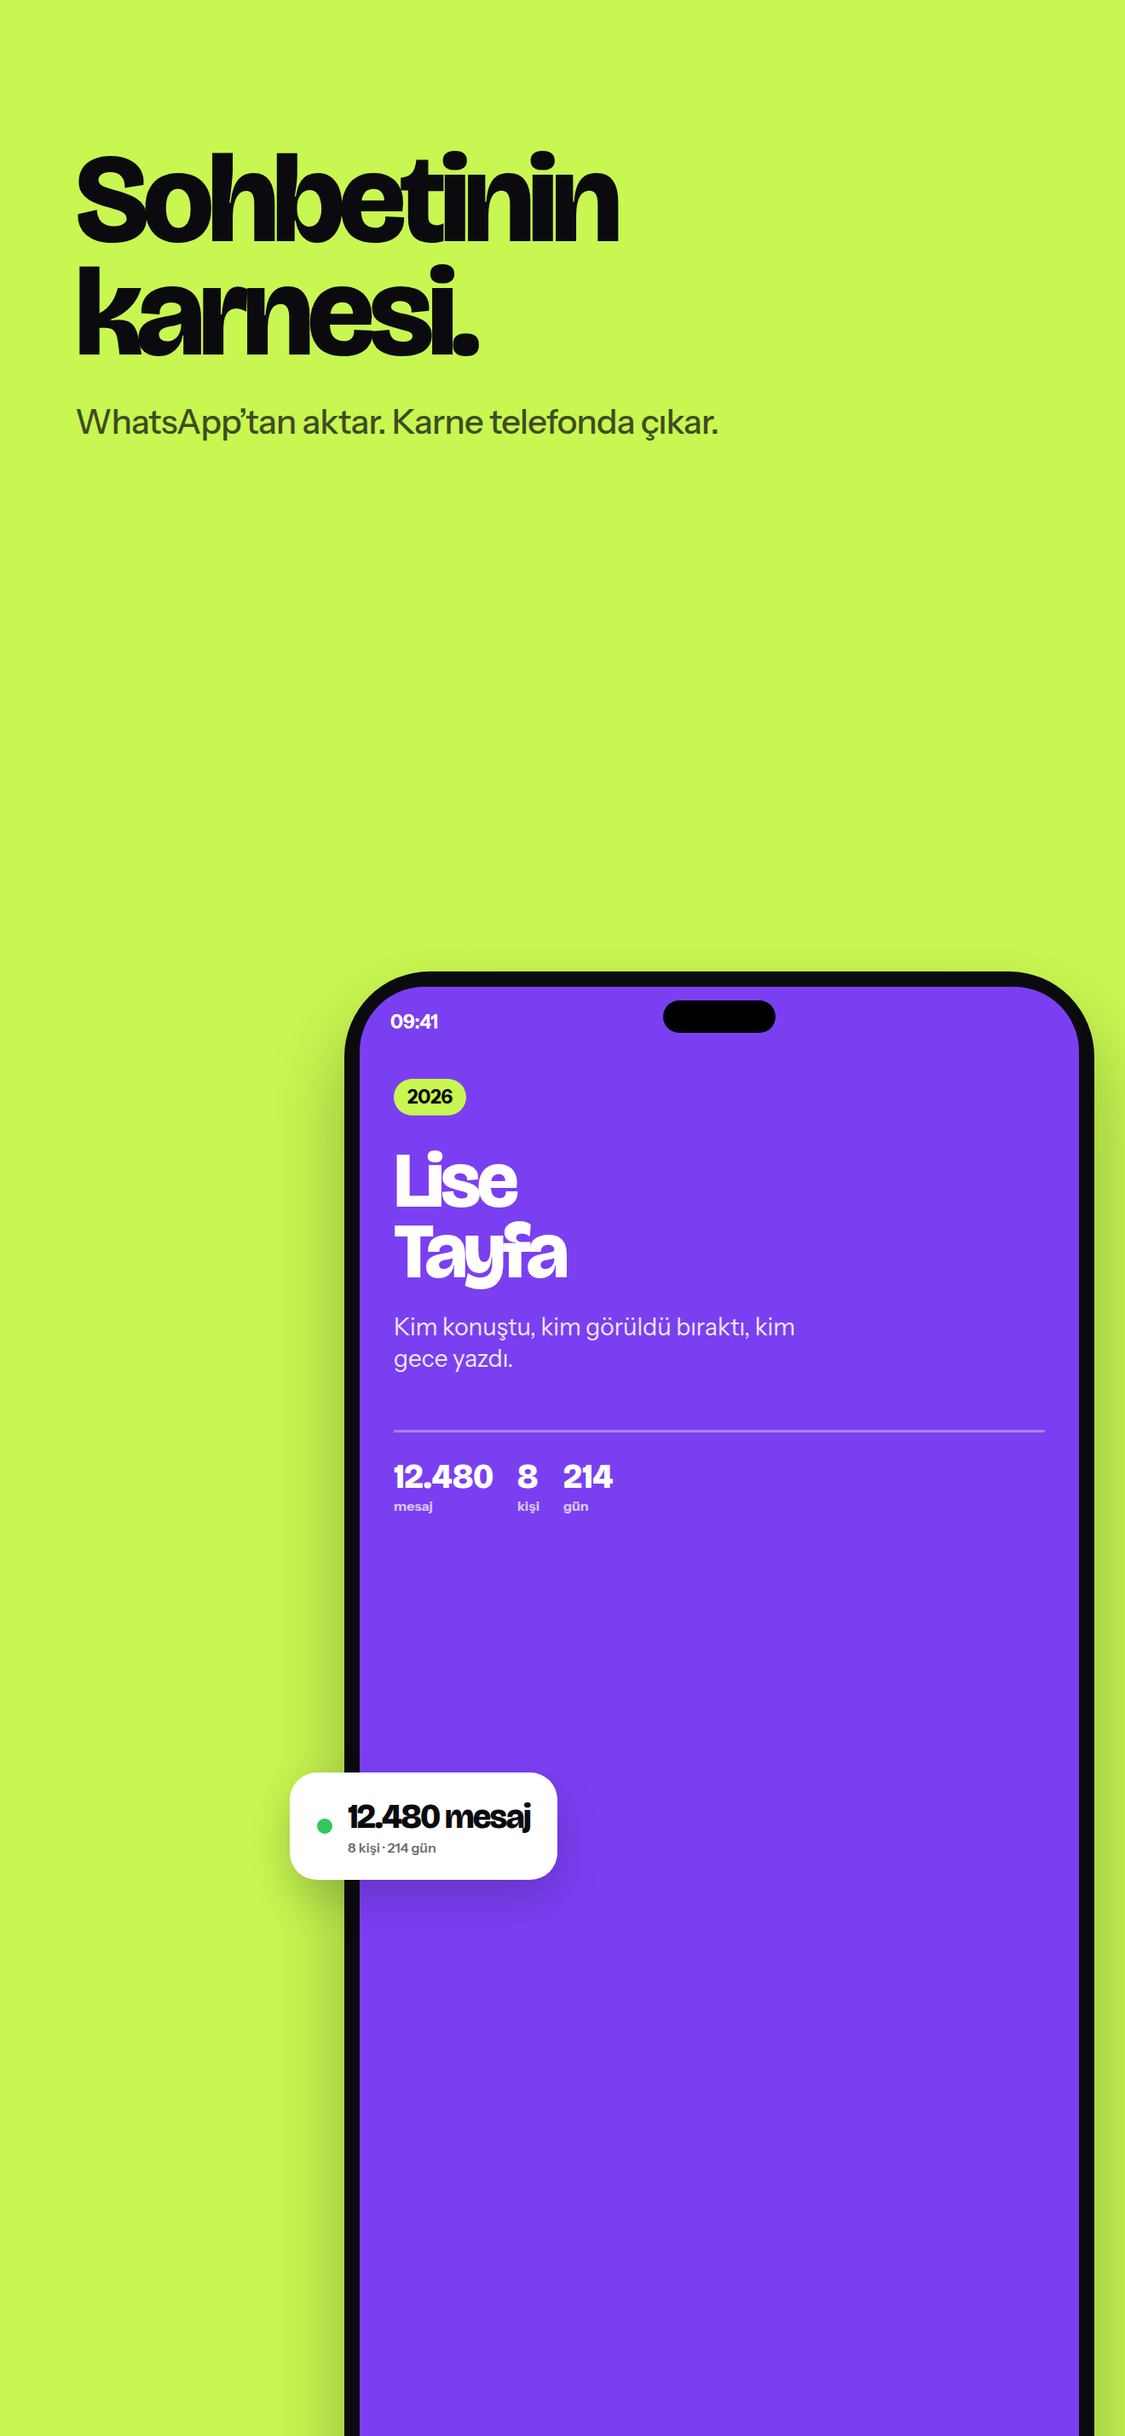 Sohbetinin
karnesi.
WhatsApp’tan aktar. Karne telefonda çıkar.
09:41
2026
Lise
Tayfa
Kim konuştu, kim görüldü bıraktı, kim
gece yazdı.
12.480 8 214
mesaj kişi gün
12.480 mesaj
8 kişi · 214 gün